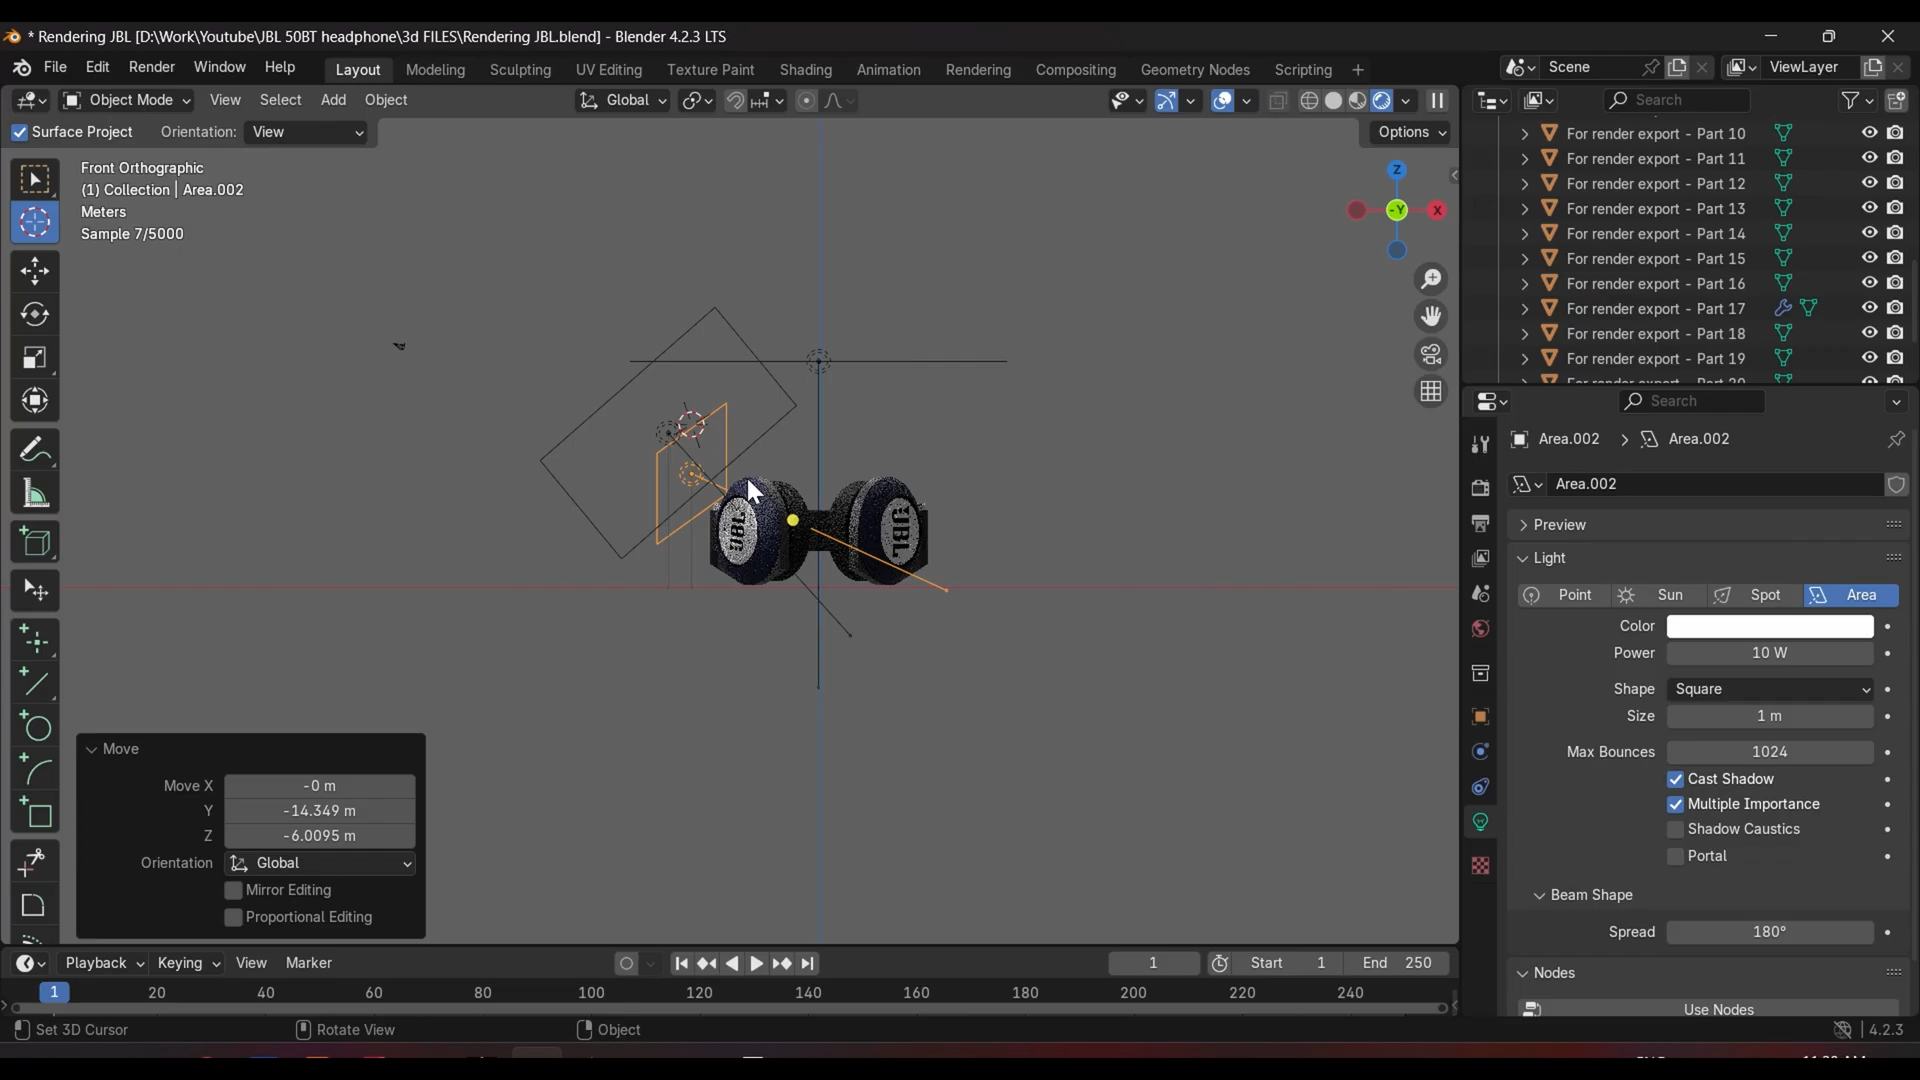 * Rendering JBL [D:\Work\Youtube\JBL 50BT headphone\3d FILES\Rendering JBL.blend] - Blender 4.2.3 LTS
File Edit Render Window Help Layout Modeling Sculpting UV Editing Texture Paint Shading Animation Rendering Compositing Geometry Nodes Scripting + Scene ViewLayer
Object Mode View Select Add Object Global Search
Surface Project Orientation: View Options
Front Orthographic
(1) Collection | Area.002
Meters
Sample 7/5000
Z
-Y X
For render export - Part 10
For render export - Part 11
For render export - Part 12
For render export - Part 13
For render export - Part 14
For render export - Part 15
For render export - Part 16
For render export - Part 17
For render export - Part 18
For render export - Part 19
For render export - Part 20
Search
Area.002 > Area.002
Area.002
Preview
Light
Point Sun Spot Area
Color
Power 10 W
Shape Square
Size 1 m
Max Bounces 1024
Cast Shadow
Multiple Importance
Shadow Caustics
Portal
Beam Shape
Spread 180°
Nodes
Use Nodes
JBL JBL
Move
Move X -0 m
Y -14.349 m
Z -6.0095 m
Orientation Global
Mirror Editing
Proportional Editing
Playback Keying View Marker 1 Start 1 End 250
1 20 40 60 80 100 120 140 160 180 200 220 240
Set 3D Cursor Rotate View Object 4.2.3